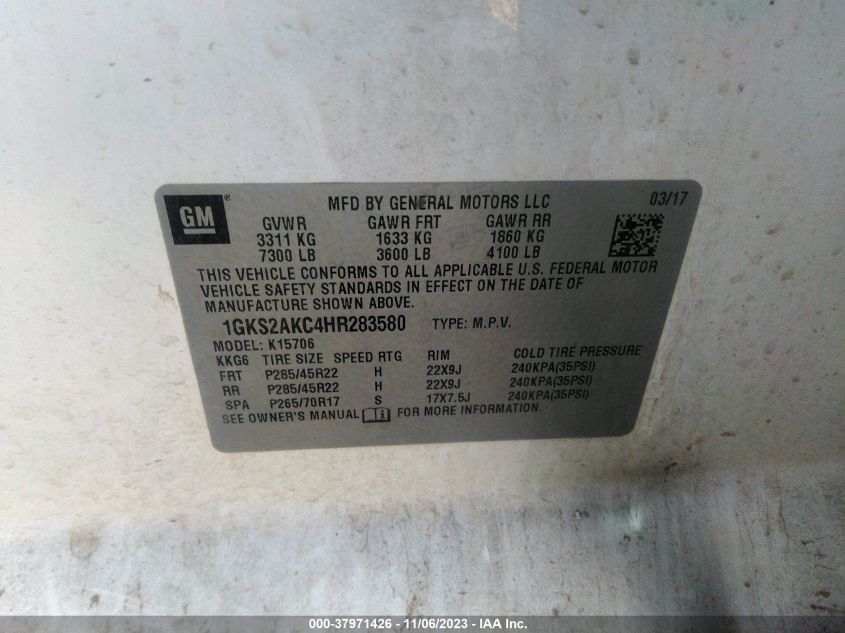 GM ® MFD BY GENERAL MOTORS LLC 03/17
GVWR GAWR FRT GAWR RR
3311 KG 1633 KG 1860 KG
7300 LB 3600 LB 4100 LB
THIS VEHICLE CONFORMS TO ALL APPLICABLE U.S. FEDERAL MOTOR
VEHICLE SAFETY STANDARDS IN EFFECT ON THE DATE OF
MANUFACTURE SHOWN ABOVE.
1GKS2AKC4HR283580 TYPE: M.P.V.
MODEL: K15706
KKG6 TIRE SIZE SPEED RTG RIM COLD TIRE PRESSURE
FRT P285/45R22 H 22X9J 240KPA(35PSI)
RR P285/45R22 H 22X9J 240KPA(35PSI)
SPA P265/70R17 S 17X7.5J 240KPA(35PSI)
SEE OWNER'S MANUAL FOR MORE INFORMATION.
000-37971426 - 11/06/2023 - IAA Inc.